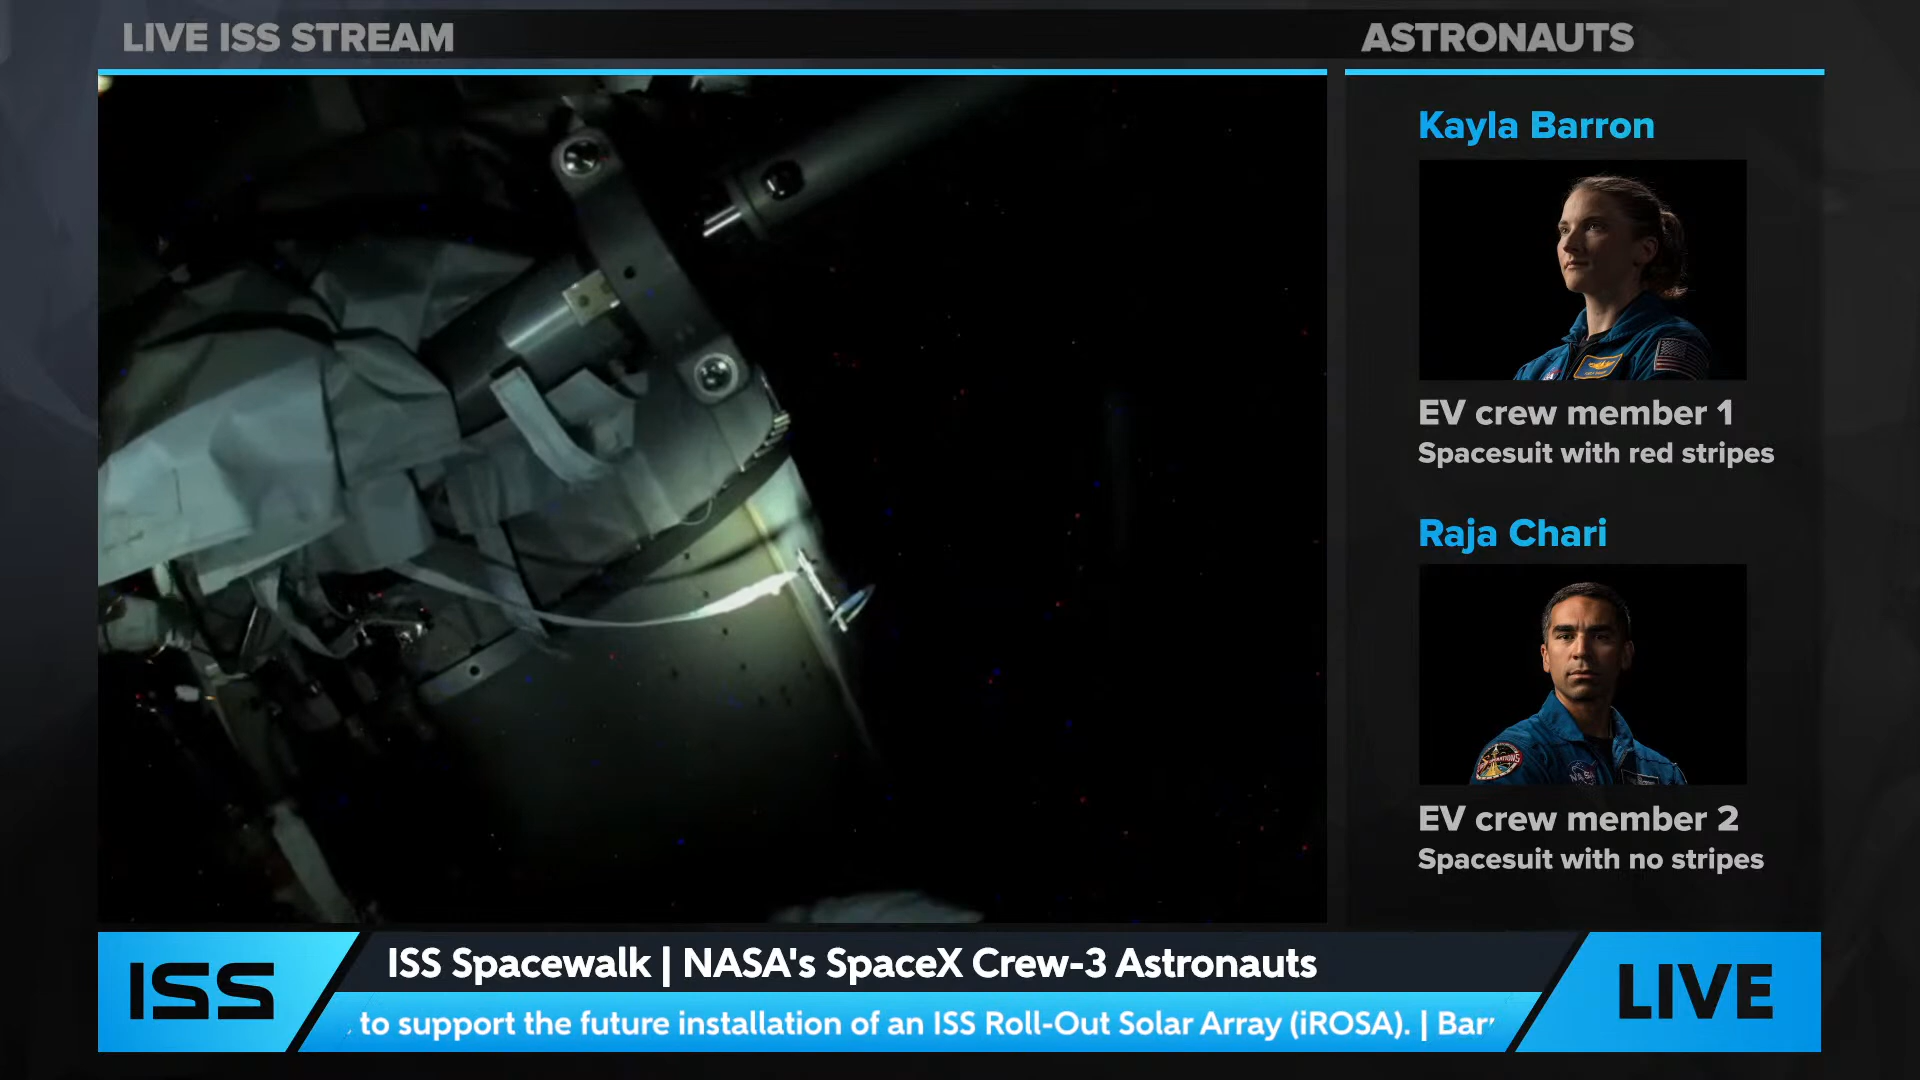 LIVE ISS STREAM
ASTRONAUTS
Kayla Barron
EV crew member 1
Spacesuit with red stripes
Raja Chari
NASA
EV crew member 2
Spacesuit with no stripes
ISS
ISS Spacewalk | NASA's SpaceX Crew-3 Astronauts
to support the future installation of an ISS Roll-Out Solar Array (iROSA). | Bar
LIVE